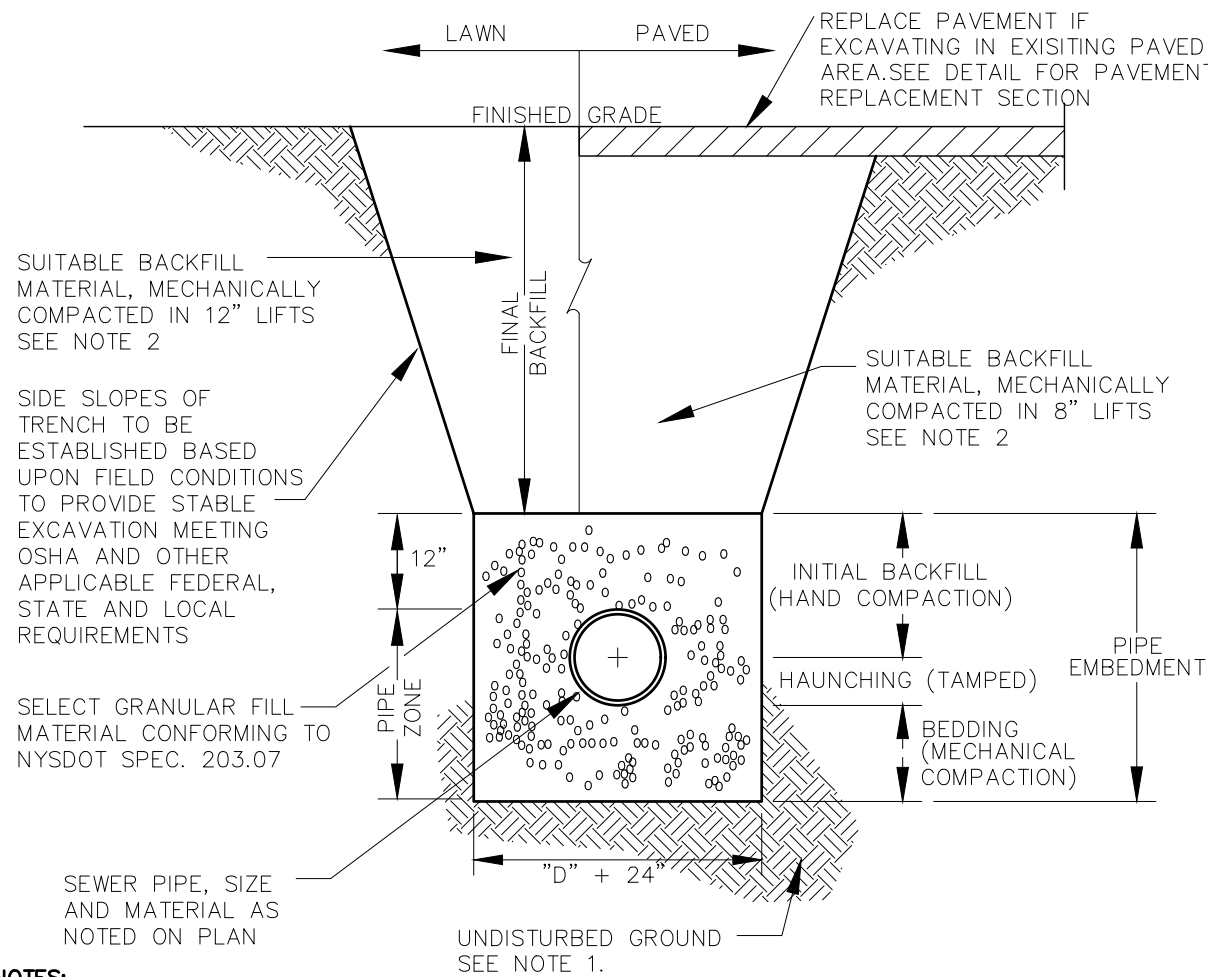 LAWN
PAVED
REPLACE PAVEMENT IF
EXCAVATING IN EXISITING PAVED
AREA.SEE DETAIL FOR PAVEMENT
REPLACEMENT SECTION
FINISHED GRADE
SUITABLE BACKFILL
MATERIAL, MECHANICALLY
COMPACTED IN 12" LIFTS
SEE NOTE 2
FINAL
BACKFILL
SUITABLE BACKFILL
MATERIAL, MECHANICALLY
COMPACTED IN 8" LIFTS
SEE NOTE 2
SIDE SLOPES OF
TRENCH TO BE
ESTABLISHED BASED
UPON FIELD CONDITIONS
TO PROVIDE STABLE
EXCAVATION MEETING
OSHA AND OTHER
APPLICABLE FEDERAL,
STATE AND LOCAL
REQUIREMENTS
12"
INITIAL BACKFILL
(HAND COMPACTION)
PIPE
EMBEDMENT
HAUNCHING (TAMPED)
PIPE
ZONE
BEDDING
(MECHANICAL
COMPACTION)
SELECT GRANULAR FILL
MATERIAL CONFORMING TO
NYSDOT SPEC. 203.07
"D" + 24"
SEWER PIPE, SIZE
AND MATERIAL AS
NOTED ON PLAN
UNDISTURBED GROUND
SEE NOTE 1.
NOTES: